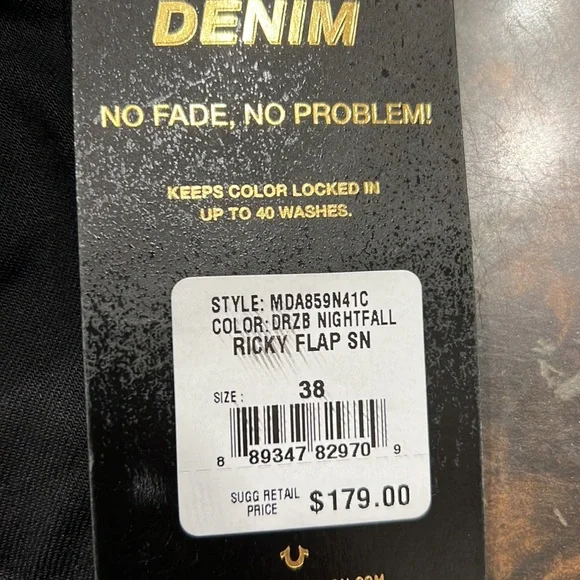 DENIM
NO FADE, NO PROBLEM!
KEEPS COLOR LOCKED IN
UP TO 40 WASHES.
STYLE: MDA859N41C
COLOR: DRZB NIGHTFALL
RICKY FLAP SN
SIZE: 38
8 89347 82970 9
SUGG RETAIL
PRICE $179.00